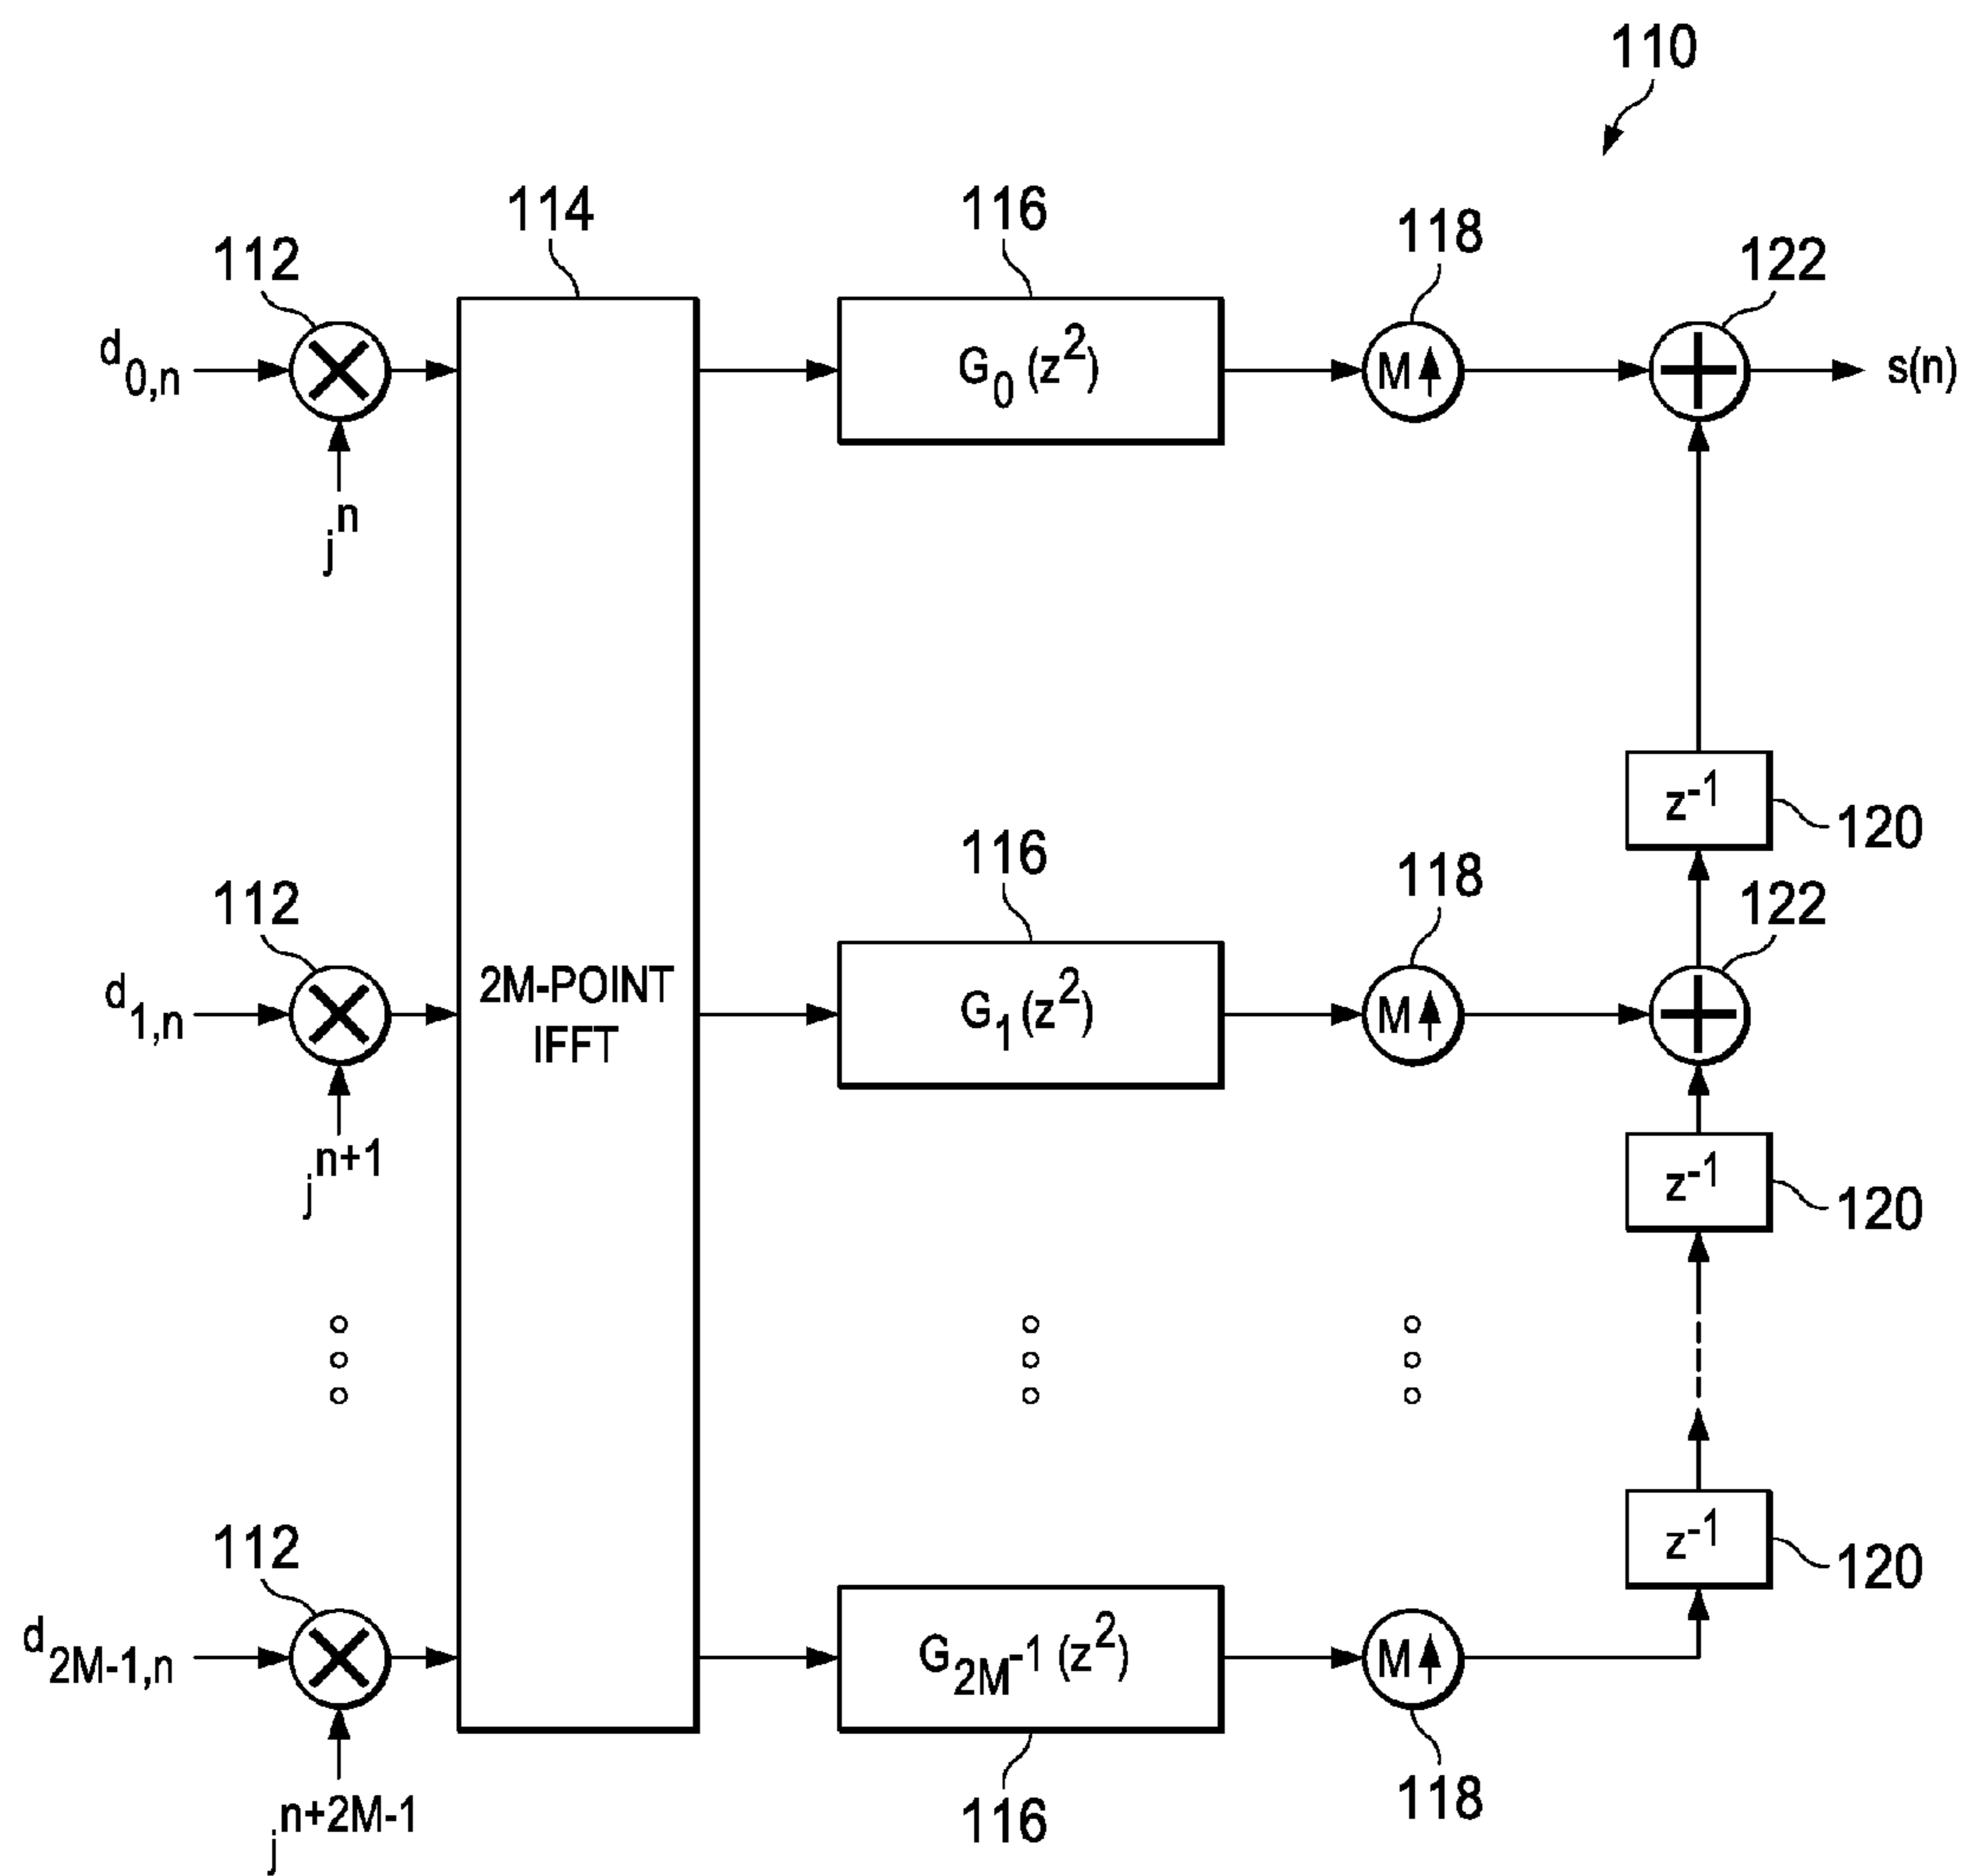 110
114
116
118
122
112
d0,n
G0 (z2)
M
s(n)
jn
z-1
120
116
118
122
112
d1,n
2M-POINT
IFFT
G1 (z2)
M
jn+1
z-1
120
z-1
120
112
d2M-1,n
G2M-1 (z2)
M
jn+2M-1
116
118